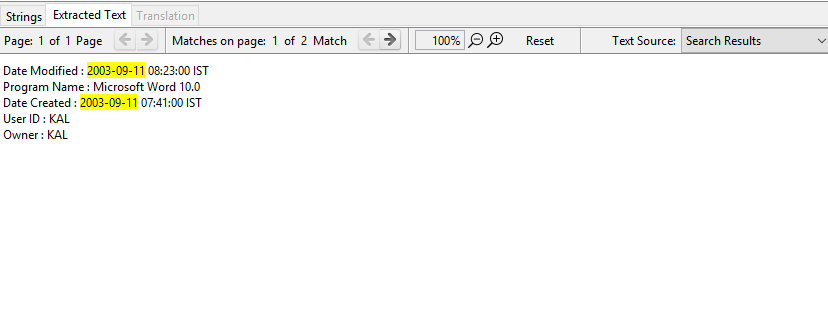 Strings Extracted Text Translation
Page: 1 of 1 Page Matches on page: 1 of 2 Match 100% Reset Text Source: Search Results
Date Modified : 2003-09-11 08:23:00 IST
Program Name : Microsoft Word 10.0
Date Created : 2003-09-11 07:41:00 IST
User ID : KAL
Owner : KAL